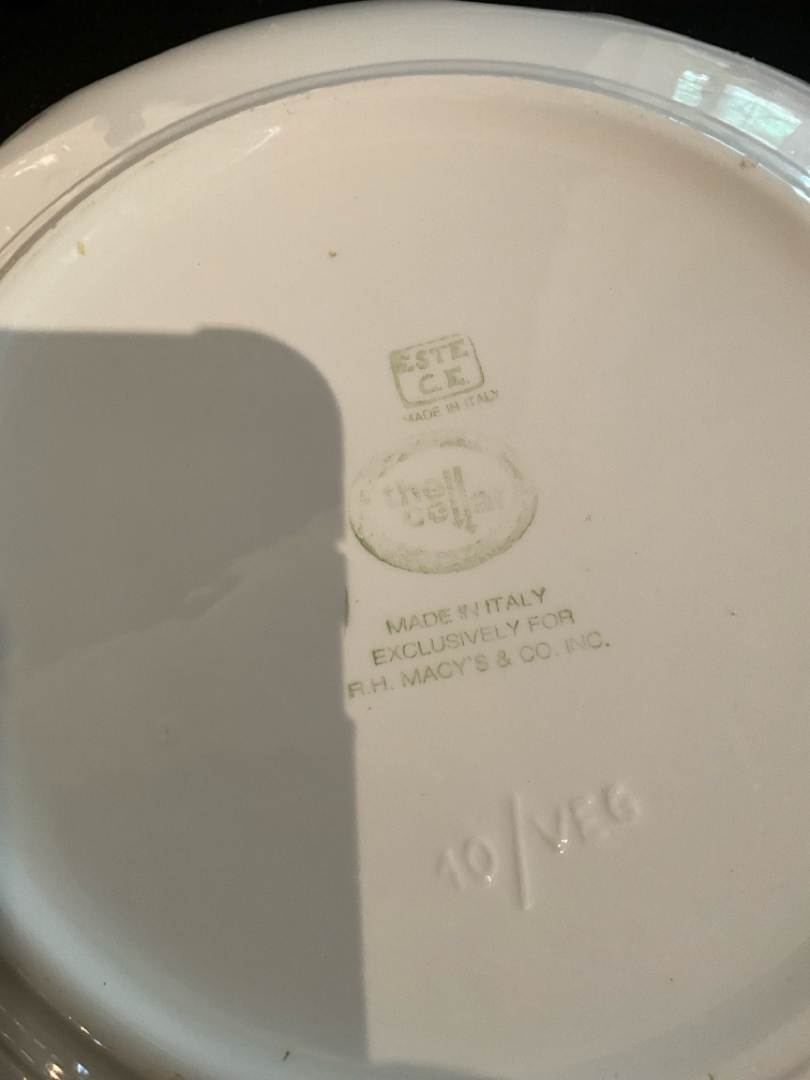 ESTE
C.E.
MADE IN ITALY
the
cellar
MADE IN ITALY
EXCLUSIVELY FOR
R.H. MACY'S & CO. INC.
10/VEG